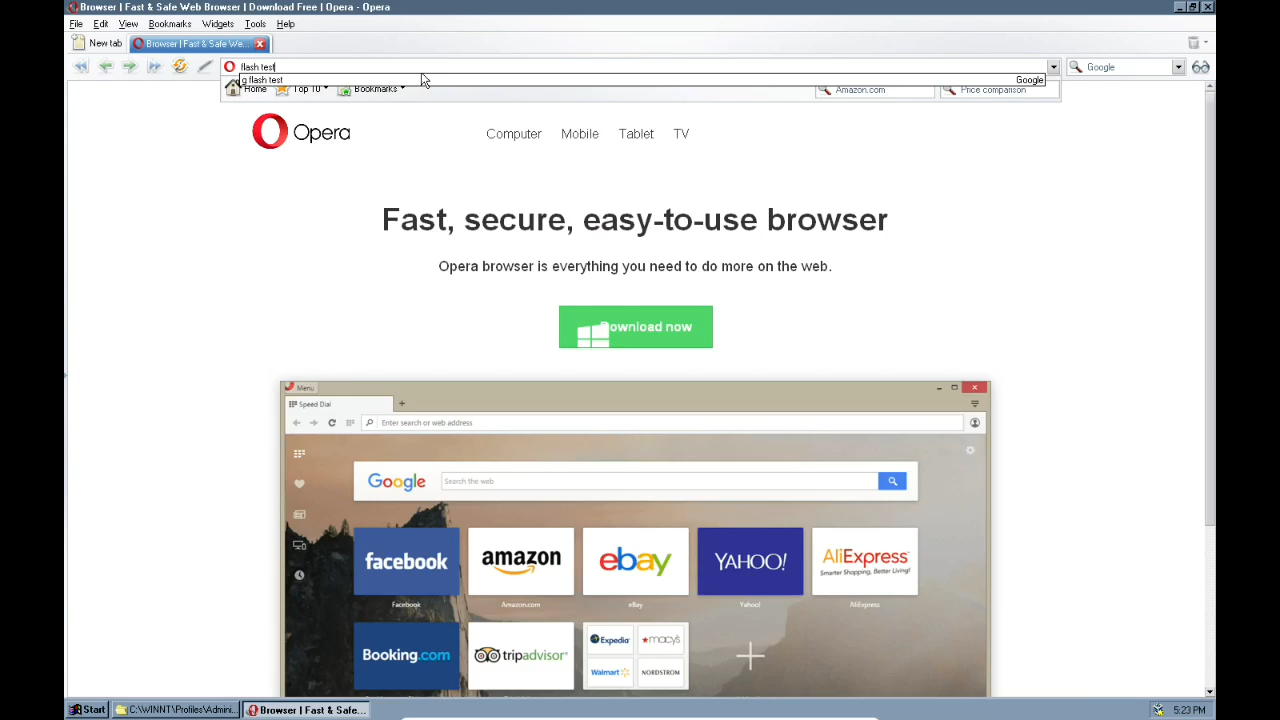 Browser | Fast & Safe Web Browser | Download Free | Opera - Opera
File Edit View Bookmarks Widgets Tools Help
New tab Browser | Fast & Safe We...
flash test Google
g flash test Google
Home Top 10 Bookmarks Amazon.com Price comparison
Opera Computer Mobile Tablet TV
Fast, secure, easy-to-use browser
Opera browser is everything you need to do more on the web.
Download now
Menu
Speed Dial
Enter search or web address
Google Search the web
facebook amazon ebay YAHOO! AliExpress
Smarter Shopping, Better Living!
Facebook Amazon.com eBay Yahoo! AliExpress
Booking.com tripadvisor Expedia macy's
Walmart NORDSTROM
Start C:\WINNT\Profiles\Admini... Browser | Fast & Safe... 5:23 PM